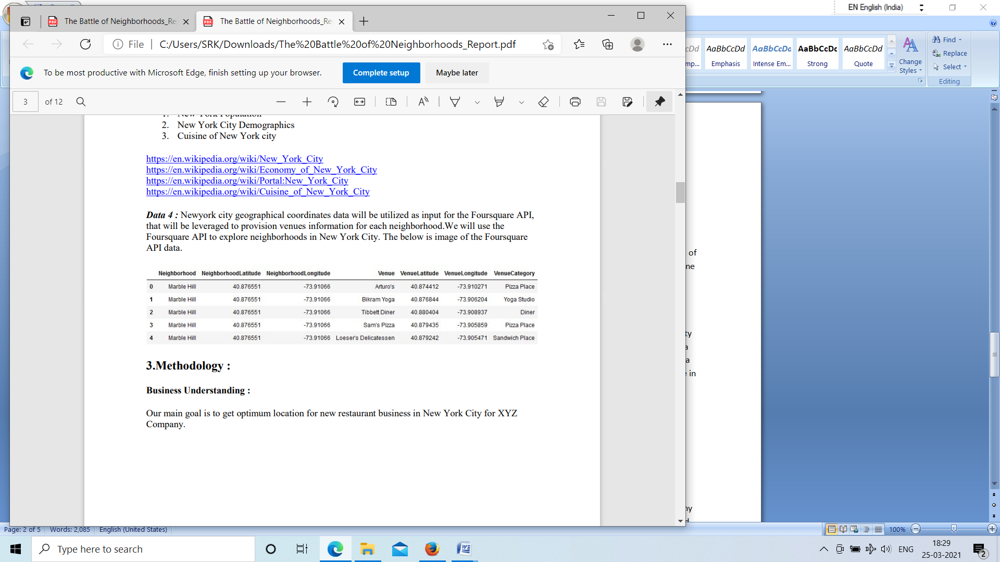 EN English (India)
The Battle of Neighborhoods_Re
The Battle of Neighborhoods_Re
File
C:/Users/SRK/Downloads/The%20Battle%20of%20Neighborhoods_Report.pdf
To be most productive with Microsoft Edge, finish setting up your browser.
Complete setup
Maybe later
3 of 12
AaBbCcDd AaBbCcDc AaBbCcDc AaBbCcDd
Emphasis Intense Em... Strong Quote
Change
Styles
Find
Replace
Select
Editing
1. New York Population
2. New York City Demographics
3. Cuisine of New York city
https://en.wikipedia.org/wiki/New_York_City
https://en.wikipedia.org/wiki/Economy_of_New_York_City
https://en.wikipedia.org/wiki/Portal:New_York_City
https://en.wikipedia.org/wiki/Cuisine_of_New_York_City
Data 4 : Newyork city geographical coordinates data will be utilized as input for the Foursquare API,
that will be leveraged to provision venues information for each neighborhood.We will use the
Foursquare API to explore neighborhoods in New York City. The below is image of the Foursquare
API data.
Neighborhood NeighborhoodLatitude NeighborhoodLongitude Venue VenueLatitude VenueLongitude VenueCategory
0 Marble Hill 40.876551 -73.91066 Arturo's 40.874412 -73.910271 Pizza Place
1 Marble Hill 40.876551 -73.91066 Bikram Yoga 40.876844 -73.906204 Yoga Studio
2 Marble Hill 40.876551 -73.91066 Tibbett Diner 40.880404 -73.908937 Diner
3 Marble Hill 40.876551 -73.91066 Sam's Pizza 40.879435 -73.905859 Pizza Place
4 Marble Hill 40.876551 -73.91066 Loeser's Delicatessen 40.879242 -73.905471 Sandwich Place
3.Methodology :
Business Understanding :
Our main goal is to get optimum location for new restaurant business in New York City for XYZ
Company.
of
ne
ty
a
a
in
ny
Page: 2 of 5 Words: 2,085 English (United States)
100%
Type here to search
ENG
18:29
25-03-2021
2